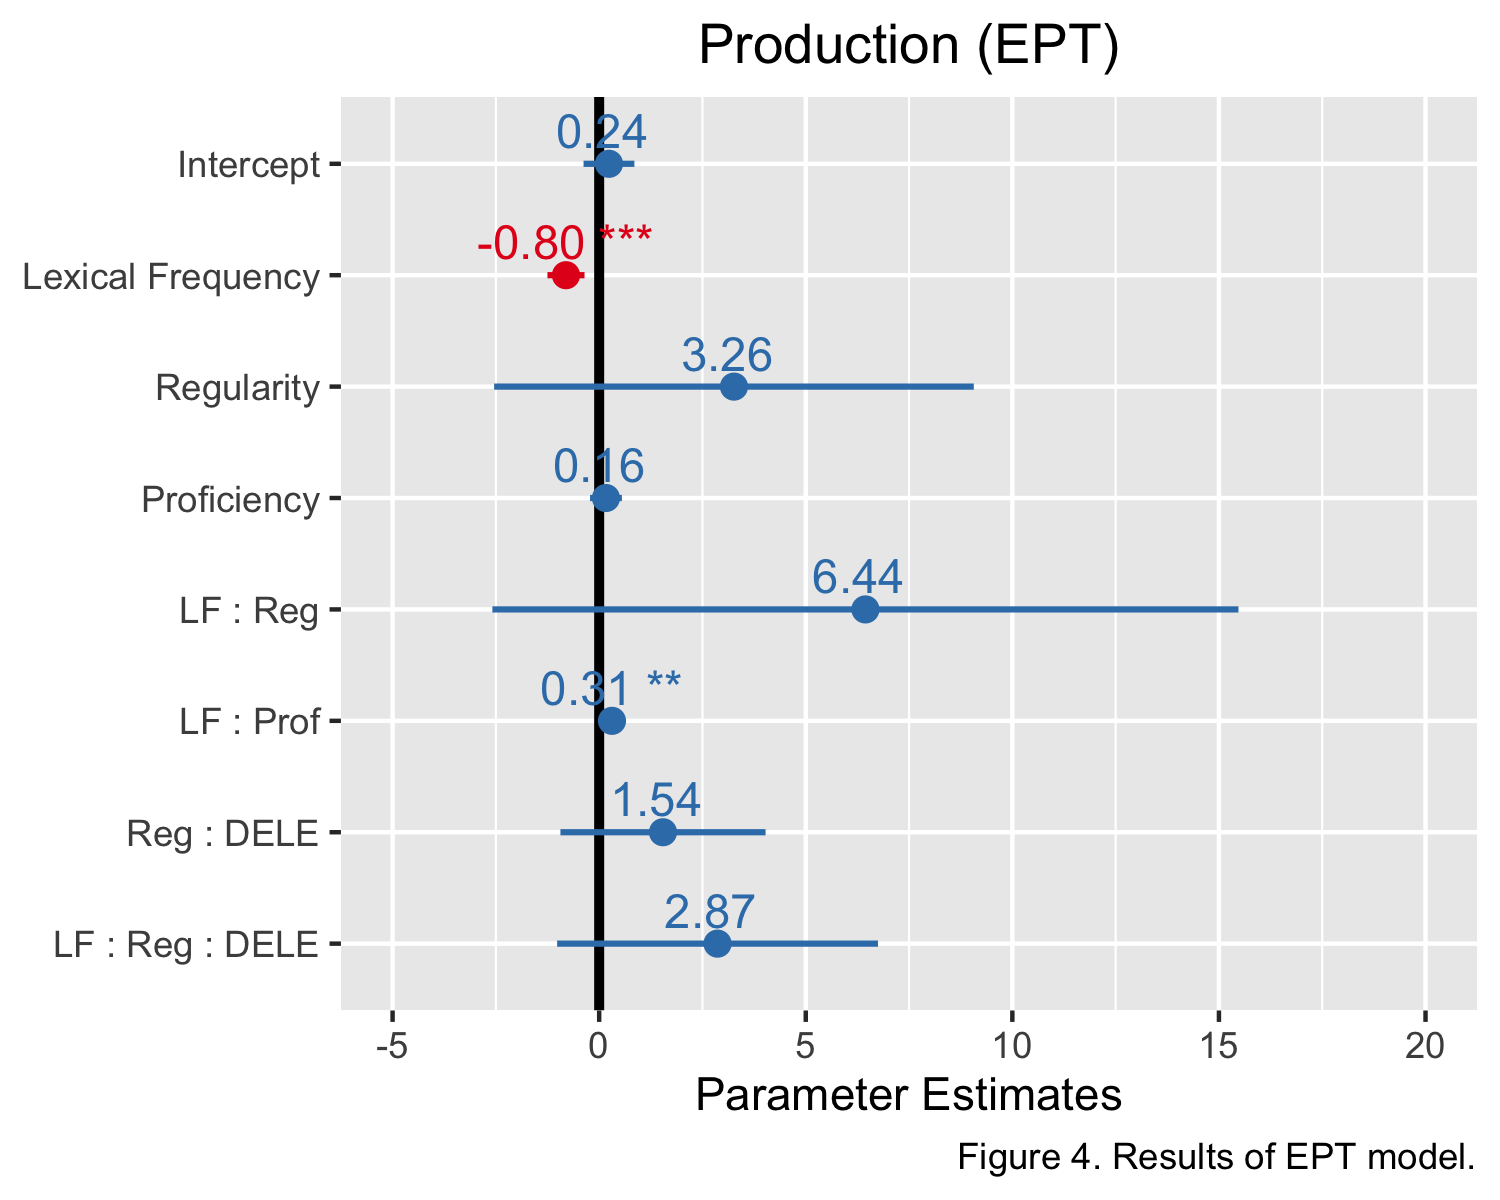 Production (EPT)
Intercept
0.24
Lexical Frequency
-0.80 ***
Regularity
3.26
Proficiency
0.16
LF : Reg
6.44
LF : Prof
0.31 **
Reg : DELE
1.54
LF : Reg : DELE
2.87
-5 0 5 10 15 20
Parameter Estimates
Figure 4. Results of EPT model.